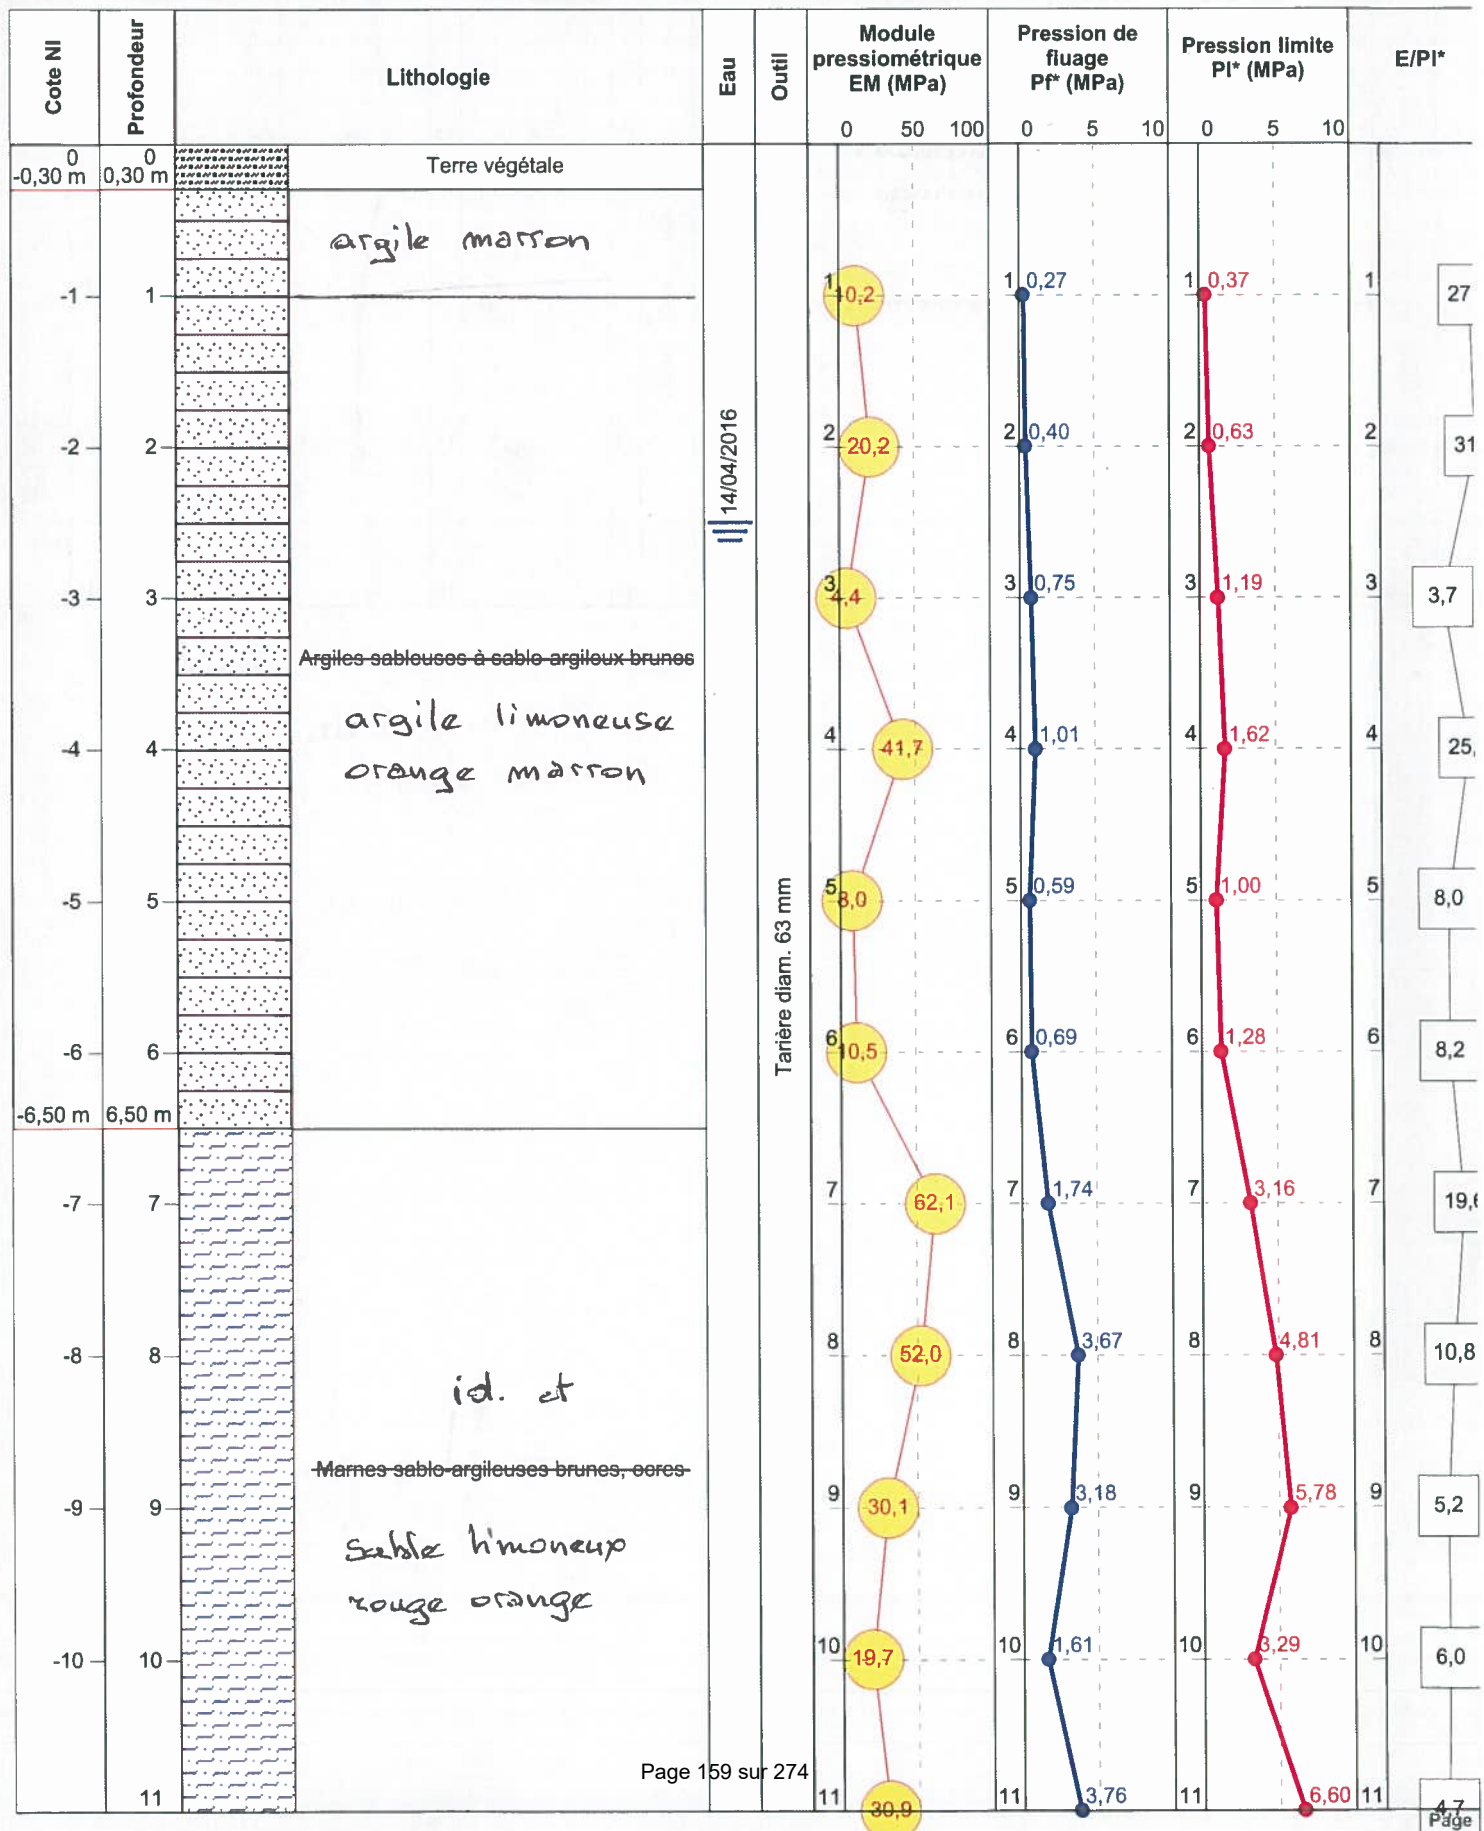 Cote NI
Profondeur
Lithologie
Eau
Outil
Module
pressiométrique
EM (MPa)
0 50 100
Pression de
fluage
Pf* (MPa)
0 5 10
Pression limite
Pl* (MPa)
0 5 10
E/Pl*
0 0
-0,30 m 0,30 m
Terre végétale
argile marron
-1 1 1 10,2 1 0,27 1 0,37 1 27
-2 2 2 20,2 2 0,40 2 0,63 2 31
14/04/2016
-3 3 3 4,4 3 0,75 3 1,19 3 3,7
Argiles sableuses à sablo argileux brunes
argile limoneuse
orange marron
-4 4 4 41,7 4 1,01 4 1,62 4 25,
-5 5 5 8,0 5 0,59 5 1,00 5 8,0
Tarière diam. 63 mm
-6 6 6 10,5 6 0,69 6 1,28 6 8,2
-6,50 m 6,50 m
-7 7 7 62,1 7 1,74 7 3,16 7 19,6
-8 8 8 52,0 8 3,67 8 4,81 8 10,8
id. et
Marnes sablo-argileuses brunes, ocres
-9 9 9 30,1 9 3,18 9 5,78 9 5,2
sable limoneux
rouge orange
-10 10 10 19,7 10 1,61 10 3,29 10 6,0
Page 159 sur 274
11 11 30,9 11 3,76 11 6,60 11 4,7
Page